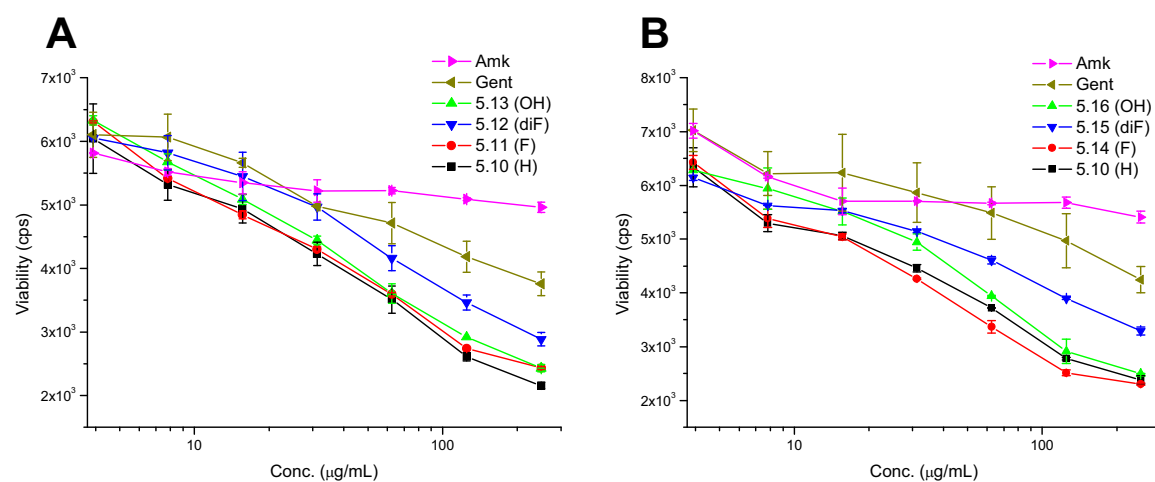 A
Amk
Gent
5.13 (OH)
5.12 (diF)
5.11 (F)
5.10 (H)
7x10³
6x10³
5x10³
4x10³
3x10³
2x10³
Viability (cps)
10
100
Conc. (µg/mL)
B
Amk
Gent
5.16 (OH)
5.15 (diF)
5.14 (F)
5.10 (H)
8x10³
7x10³
6x10³
5x10³
4x10³
3x10³
2x10³
Viability (cps)
10
100
Conc. (µg/mL)